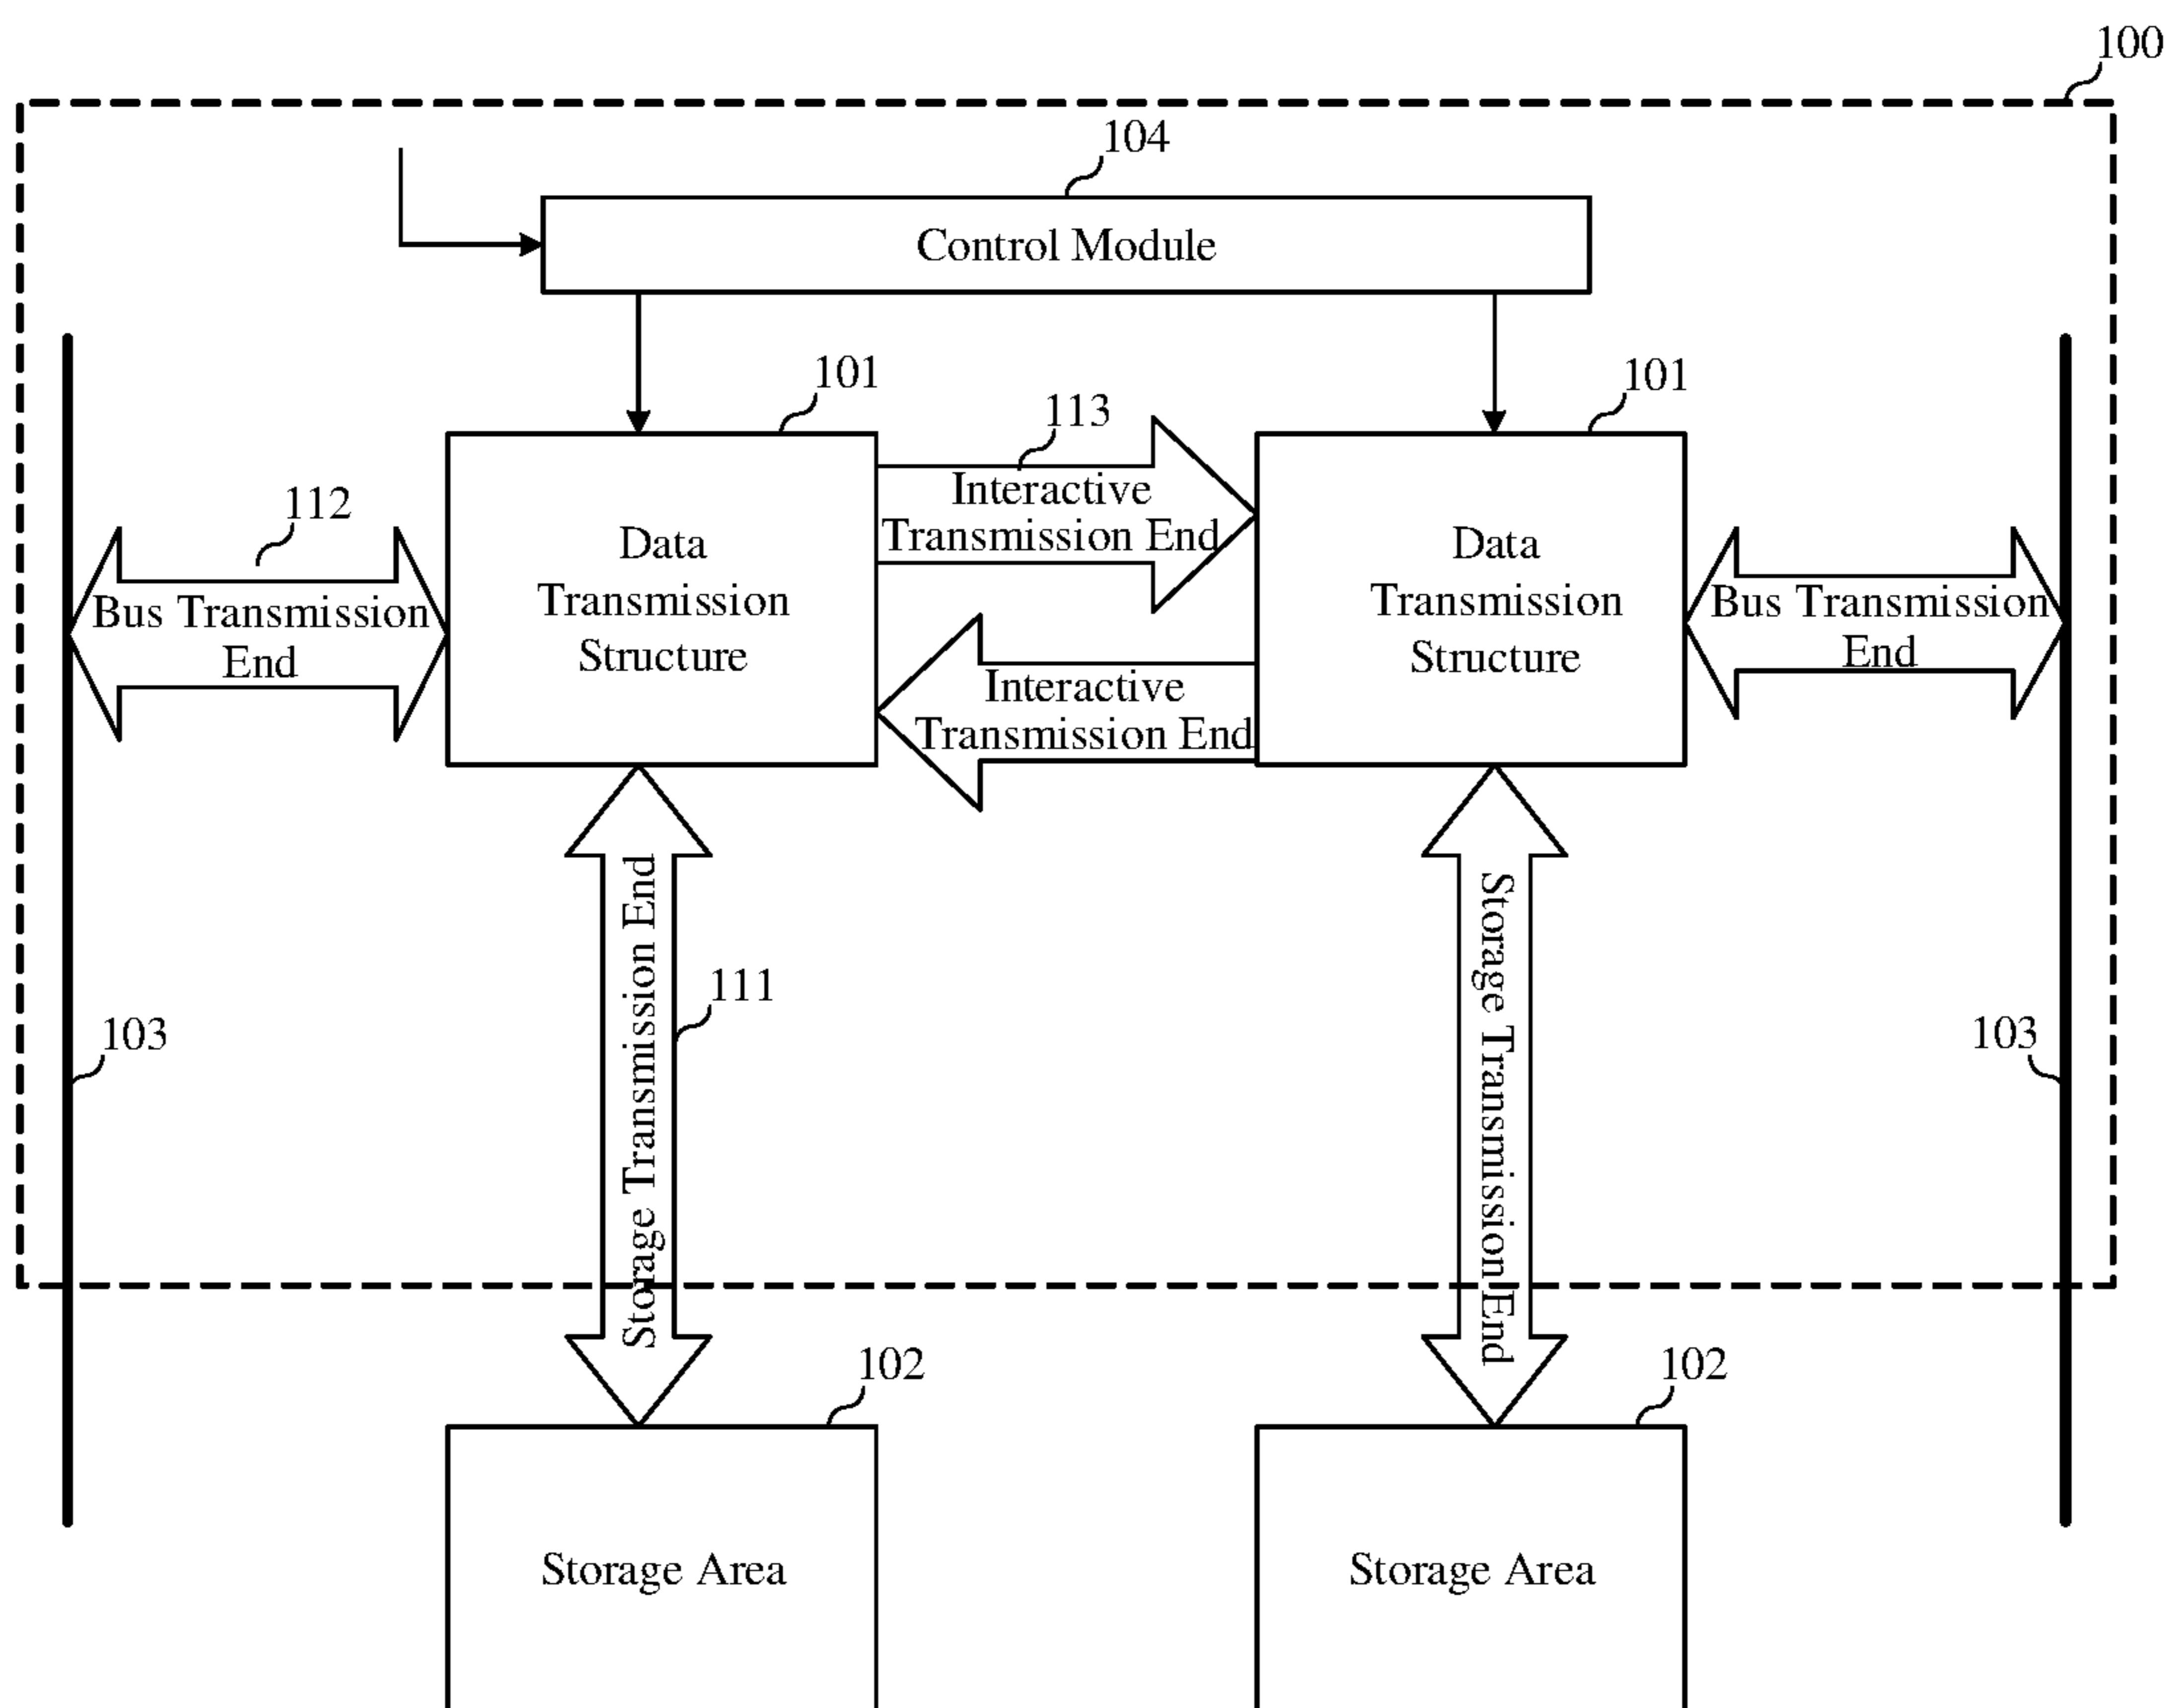 100
104
Control Module
101
101
113
112
Interactive
Transmission End
Data
Transmission
Structure
Data
Transmission
Structure
Bus Transmission
End
Bus Transmission
End
Interactive
Transmission End
Storage Transmission End
Storage Transmission End
111
103
103
102
102
Storage Area
Storage Area